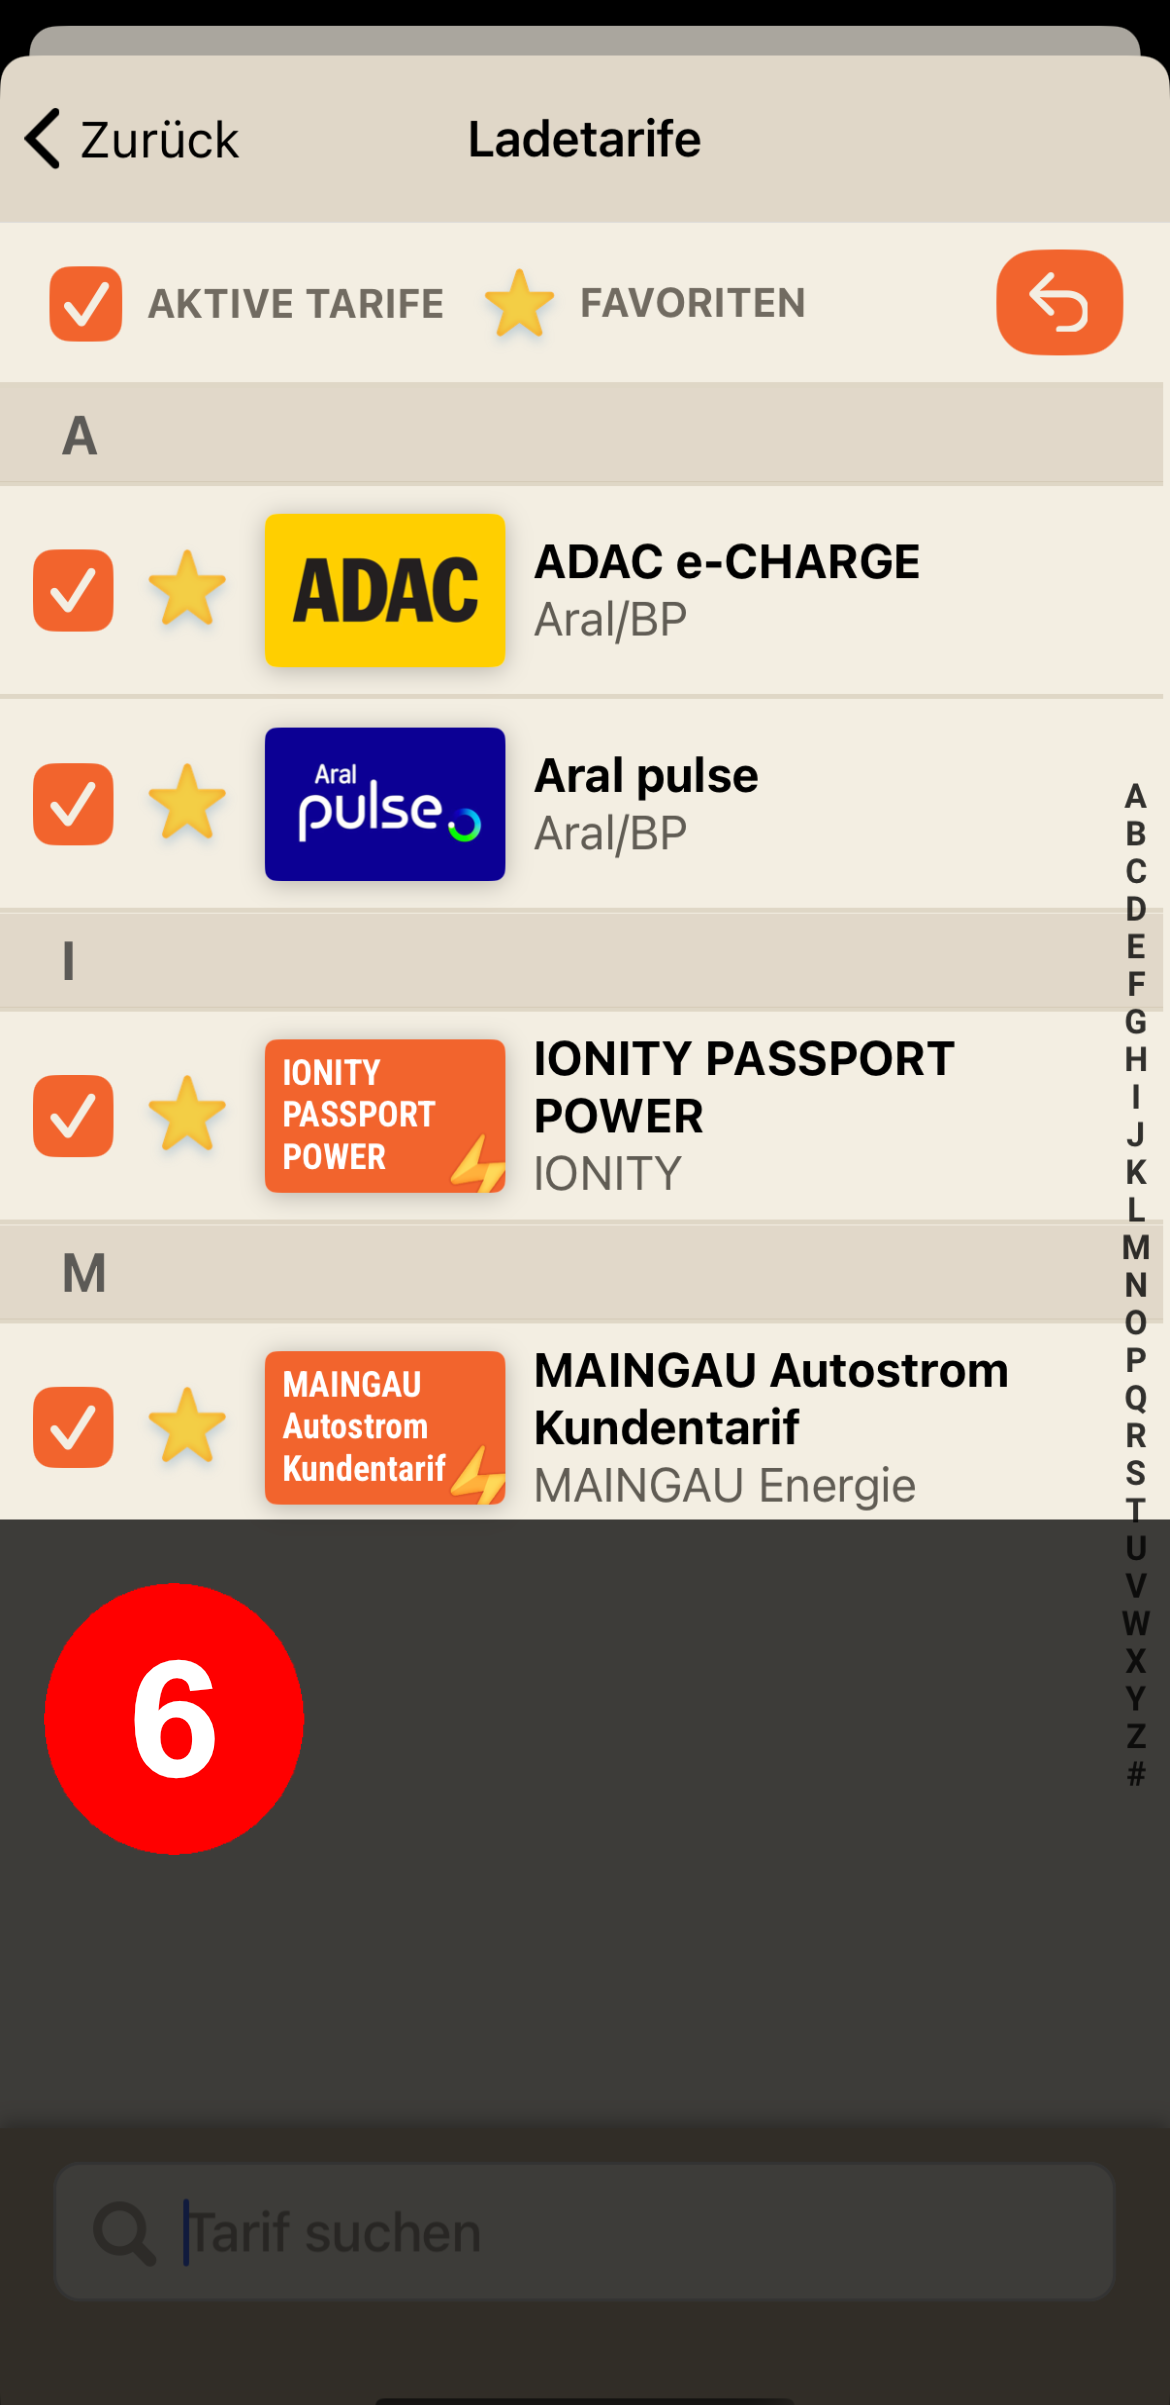 Zurück
Ladetarife
AKTIVE TARIFE
FAVORITEN
A
ADAC
ADAC e-CHARGE
Aral/BP
Aral
pulse
Aral pulse
Aral/BP
I
IONITY
PASSPORT
POWER
IONITY PASSPORT
POWER
IONITY
M
MAINGAU
Autostrom
Kundentarif
MAINGAU Autostrom
Kundentarif
MAINGAU Energie
A
B
C
D
E
F
G
H
I
J
K
L
M
N
O
P
Q
R
S
T
U
V
W
X
Y
Z
#
6
Tarif suchen